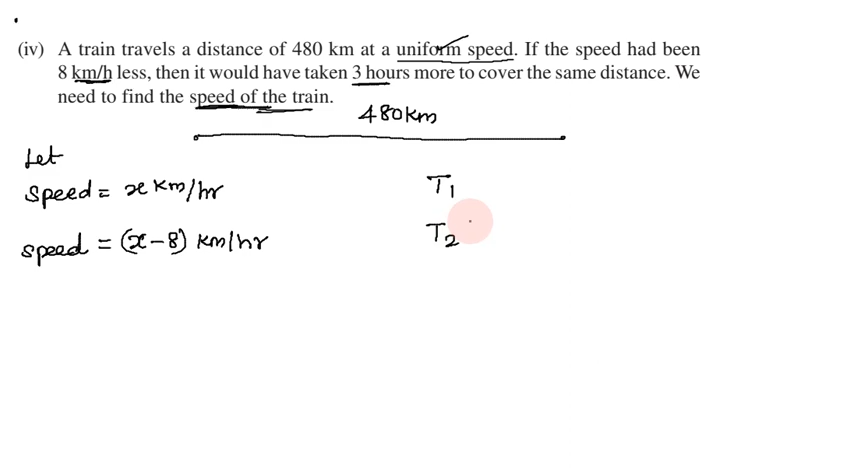 (iv) A train travels a distance of 480 km at a uniform speed. If the speed had been
8 km/h less, then it would have taken 3 hours more to cover the same distance. We
need to find the speed of the train.
480km
Let
speed = x km/hr
T1
speed = (x-8) km/hr
T2